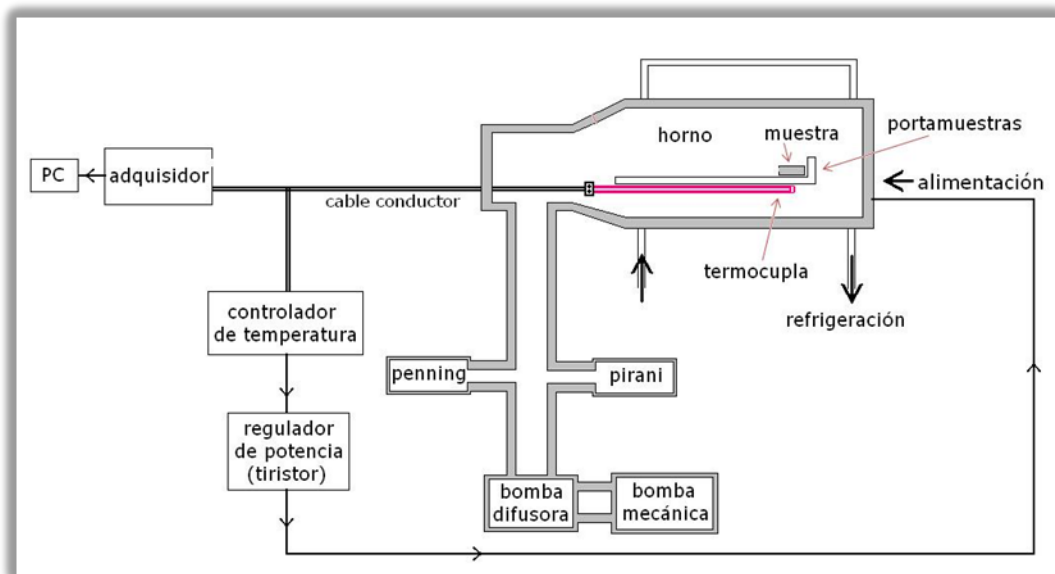 horno
muestra
portamuestras
PC
adquisidor
alimentación
cable conductor
termocupla
refrigeración
controlador
de temperatura
penning
pirani
regulador
de potencia
(tiristor)
bomba
difusora
bomba
mecánica